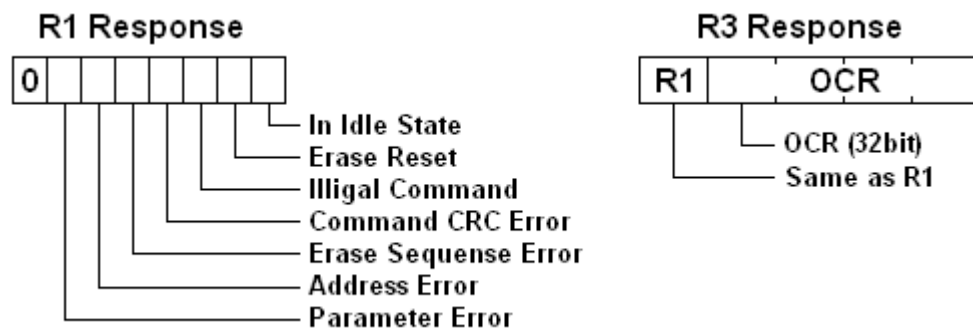 R1 Response
0
In Idle State
Erase Reset
Illigal Command
Command CRC Error
Erase Sequense Error
Address Error
Parameter Error
R3 Response
R1 OCR
OCR (32bit)
Same as R1